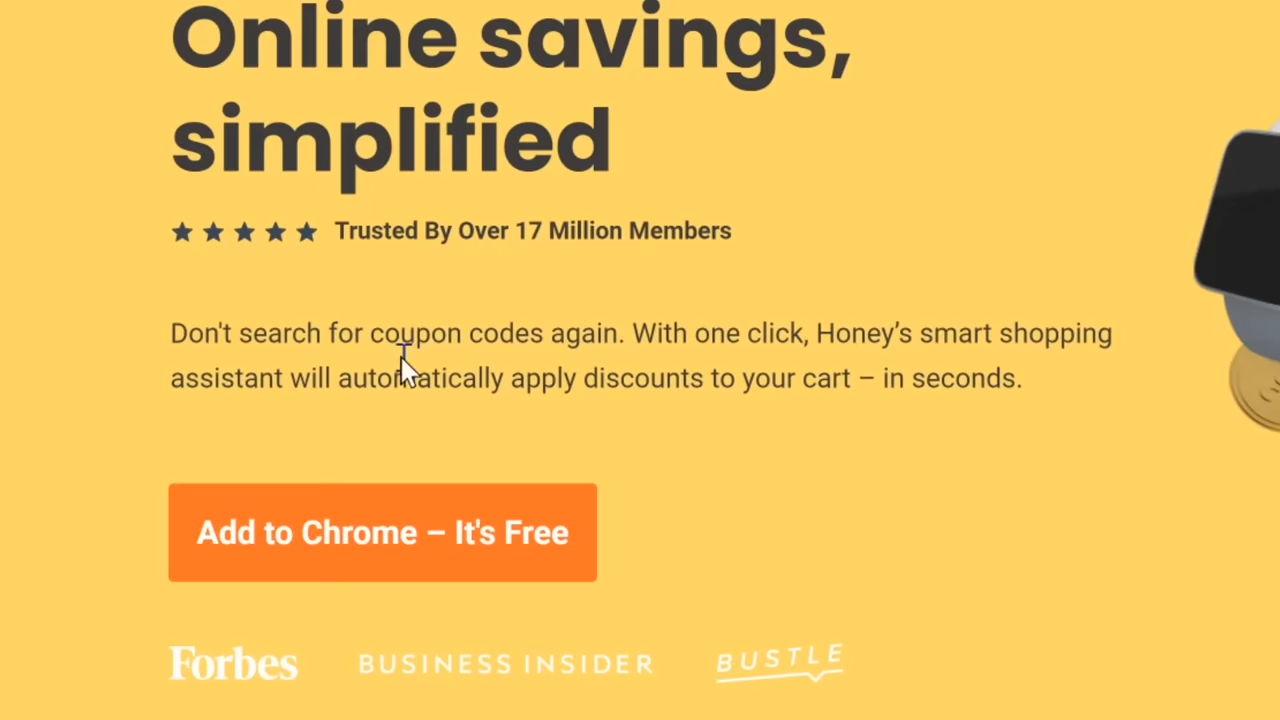 Online savings,
simplified
Trusted By Over 17 Million Members
Don't search for coupon codes again. With one click, Honey’s smart shopping
assistant will automatically apply discounts to your cart – in seconds.
Add to Chrome – It's Free
Forbes BUSINESS INSIDER BUSTLE